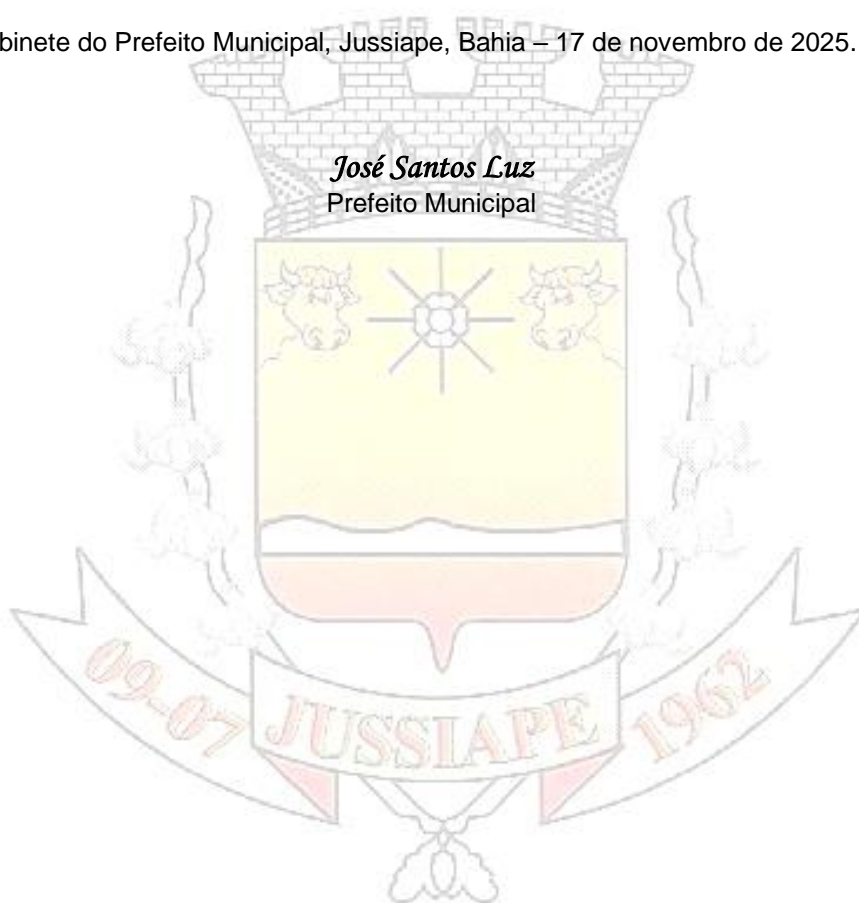 binete do Prefeito Municipal, Jussiape, Bahia – 17 de novembro de 2025.
José Santos Luz
Prefeito Municipal
09-07 JUSSIAPE 1962